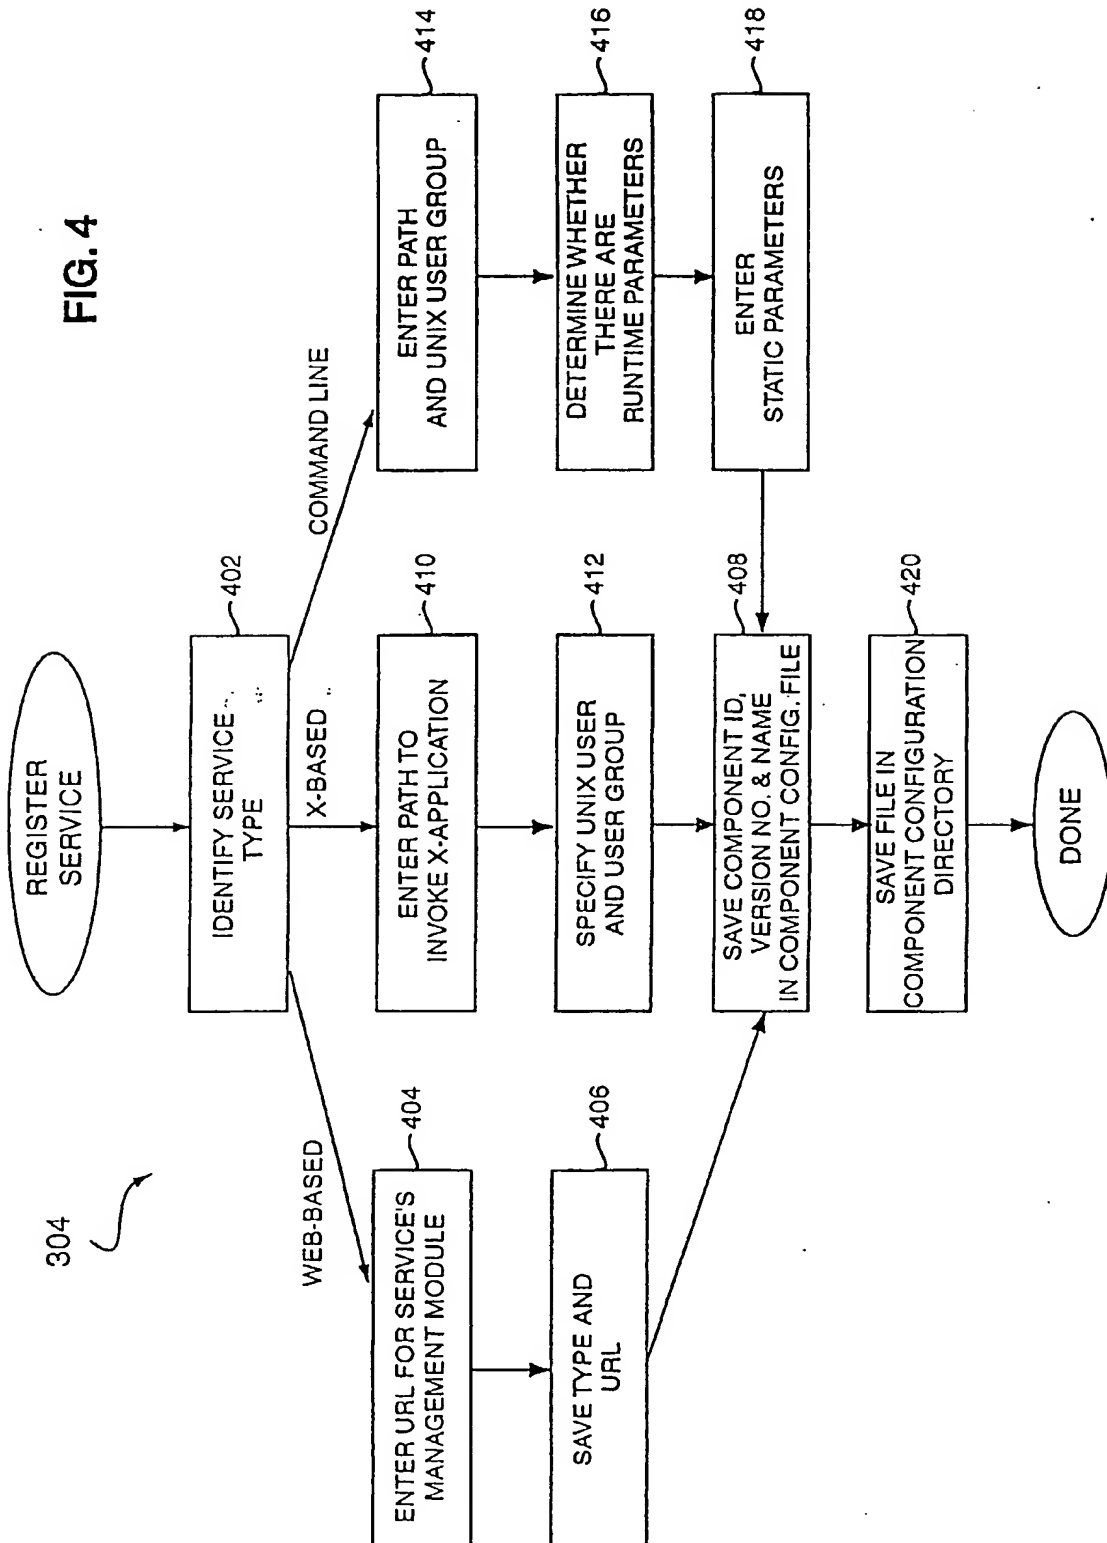 FIG. 4
304
REGISTER
SERVICE
402
IDENTIFY SERVICE
TYPE
WEB-BASED
X-BASED
COMMAND LINE
404
ENTER URL FOR SERVICE'S
MANAGEMENT MODULE
410
ENTER PATH TO
INVOKE X-APPLICATION
414
ENTER PATH
AND UNIX USER GROUP
406
SAVE TYPE AND
URL
412
SPECIFY UNIX USER
AND USER GROUP
416
DETERMINE WHETHER
THERE ARE
RUNTIME PARAMETERS
408
SAVE COMPONENT ID,
VERSION NO. & NAME
IN COMPONENT CONFIG. FILE
418
ENTER
STATIC PARAMETERS
420
SAVE FILE IN
COMPONENT CONFIGURATION
DIRECTORY
DONE